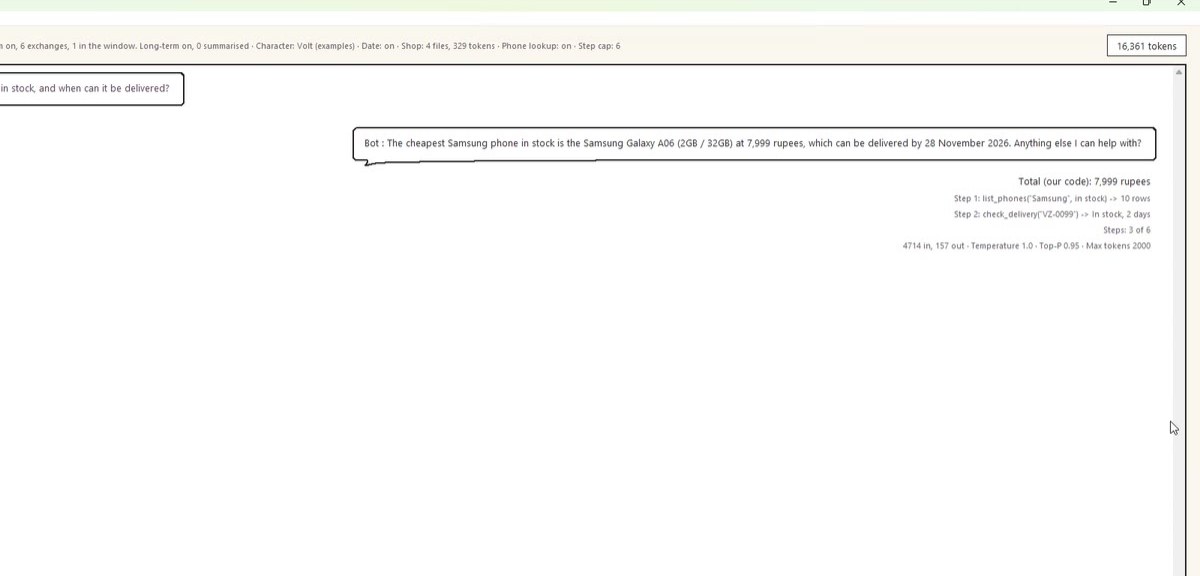 on, 6 exchanges, 1 in the window. Long-term on, 0 summarised · Character: Volt (examples) · Date: on · Shop: 4 files, 329 tokens · Phone lookup: on · Step cap: 6
16,361 tokens
in stock, and when can it be delivered?
Bot : The cheapest Samsung phone in stock is the Samsung Galaxy A06 (2GB / 32GB) at 7,999 rupees, which can be delivered by 28 November 2026. Anything else I can help with?
Total (our code): 7,999 rupees
Step 1: list_phones('Samsung', in stock) -> 10 rows
Step 2: check_delivery('VZ-0099') -> In stock, 2 days
Steps: 3 of 6
4714 in, 157 out · Temperature 1.0 · Top-P 0.95 · Max tokens 2000